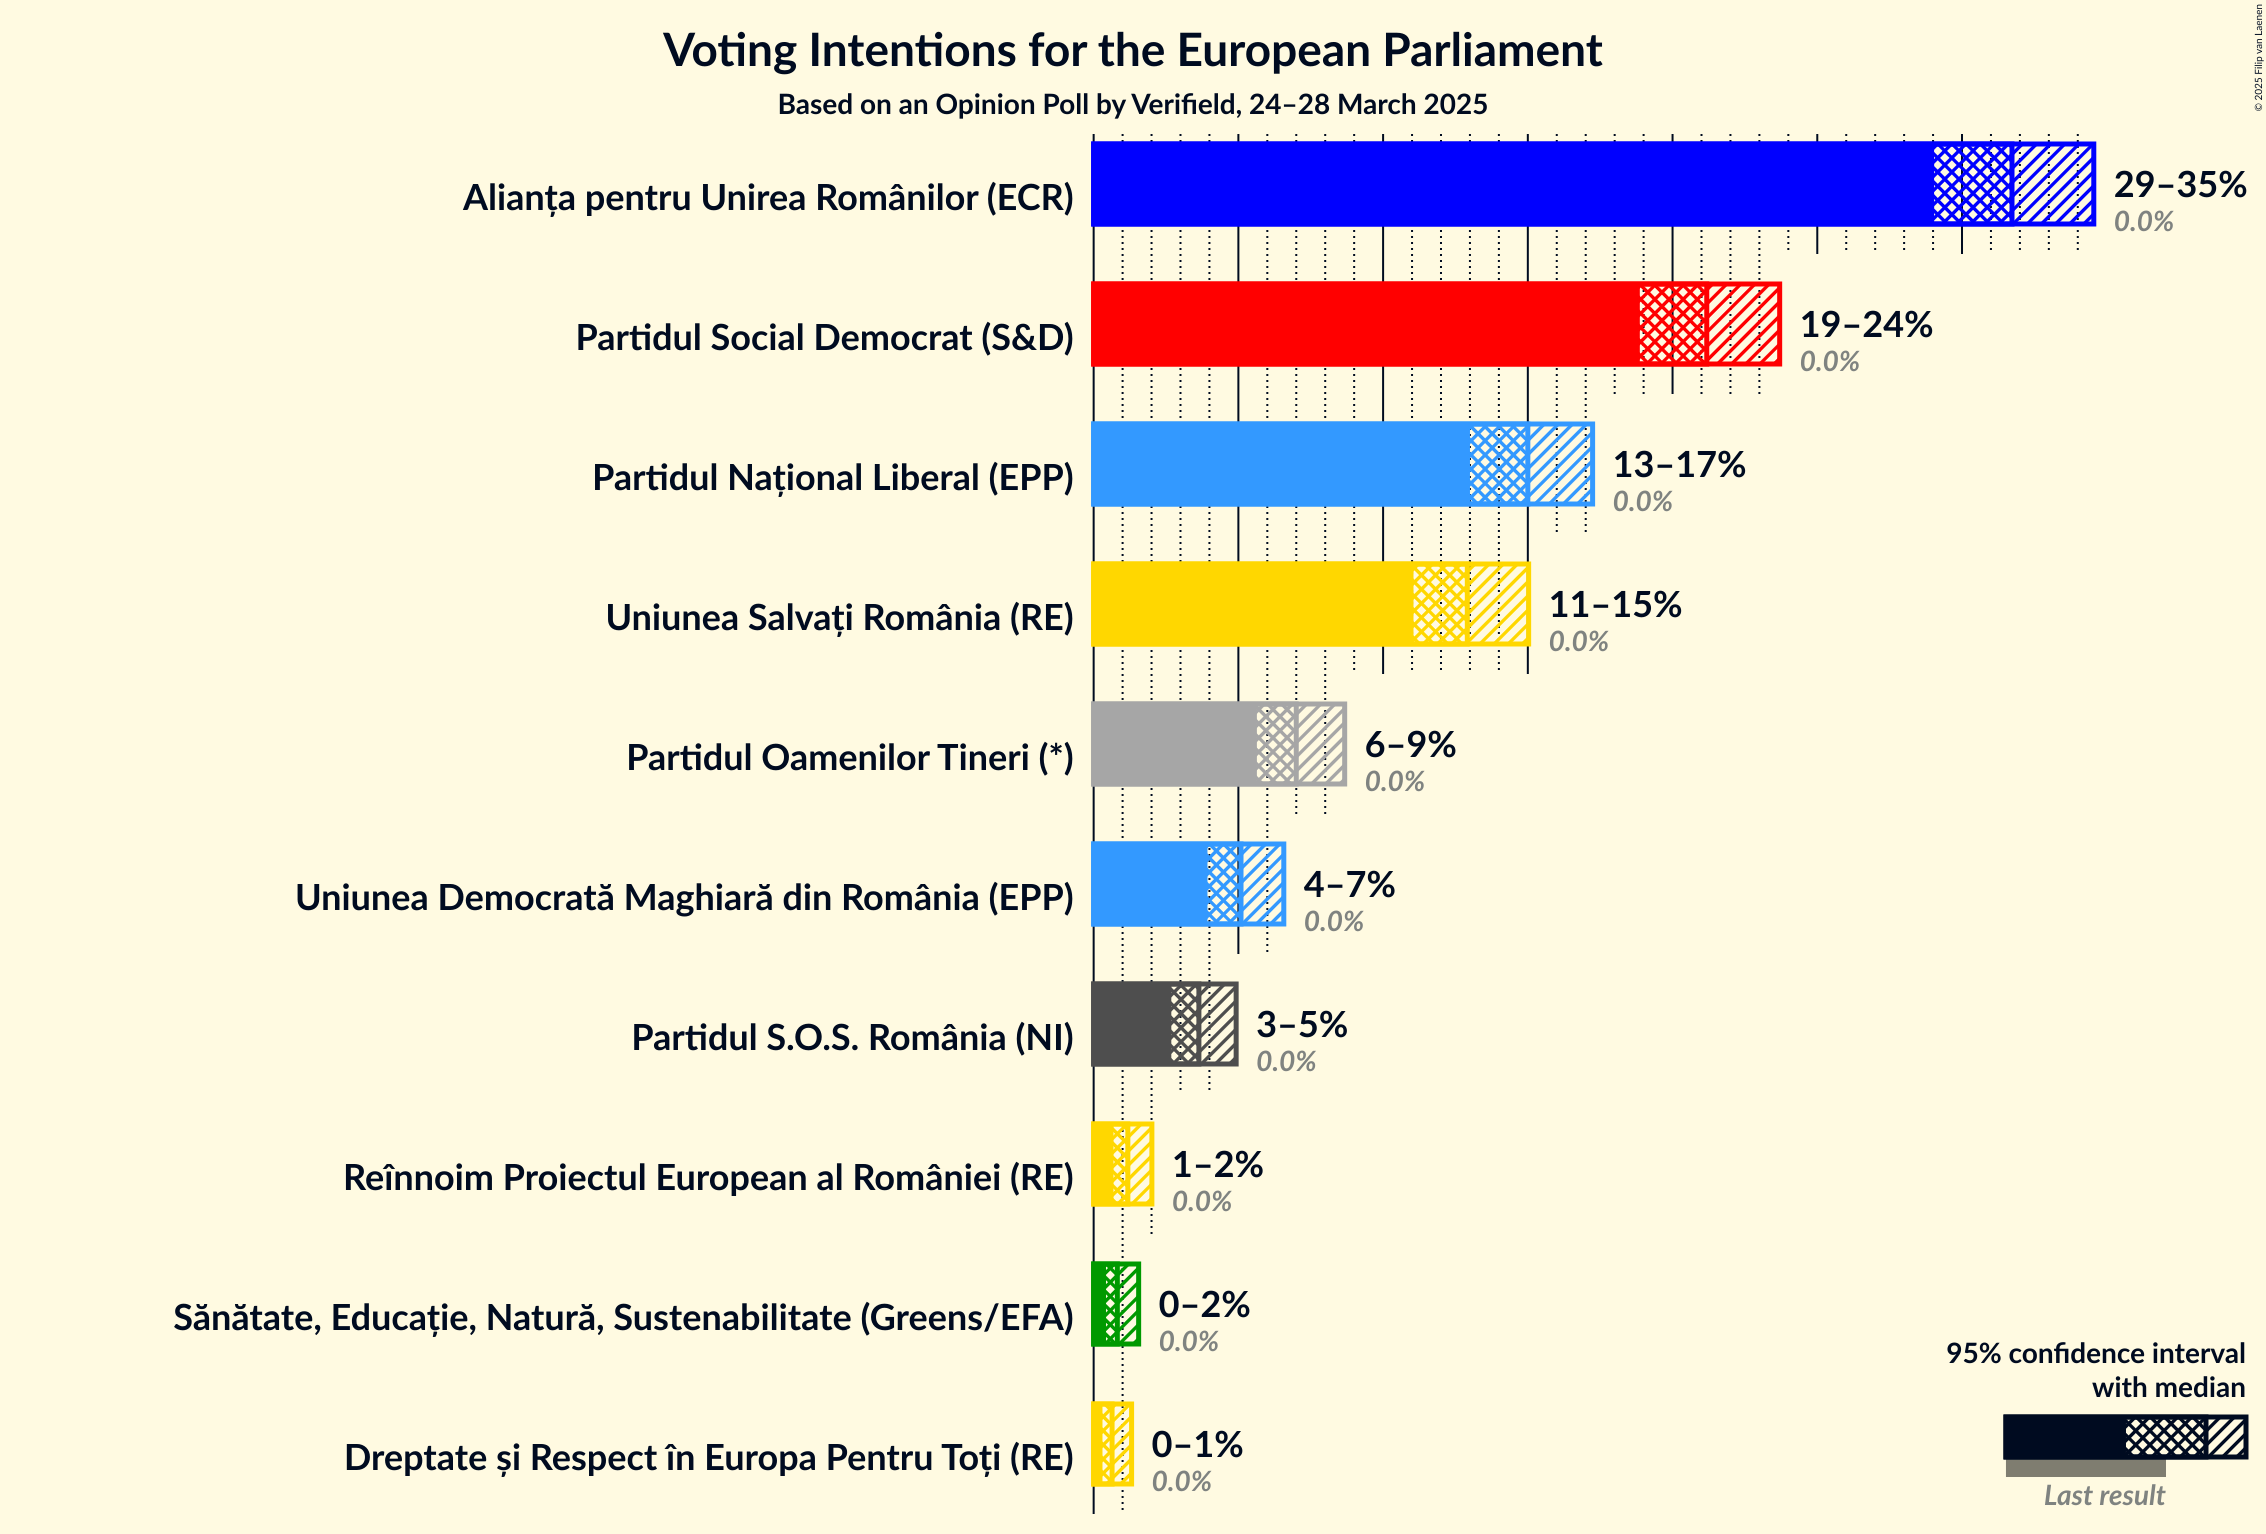 Voting Intentions for the European Parliament
Based on an Opinion Poll by Verifield, 24–28 March 2025
© 2025 Filip van Laenen
Alianța pentru Unirea Românilor (ECR)
29–35%
0.0%
Partidul Social Democrat (S&D)
19–24%
0.0%
Partidul Național Liberal (EPP)
13–17%
0.0%
Uniunea Salvați România (RE)
11–15%
0.0%
Partidul Oamenilor Tineri (*)
6–9%
0.0%
Uniunea Democrată Maghiară din România (EPP)
4–7%
0.0%
Partidul S.O.S. România (NI)
3–5%
0.0%
Reînnoim Proiectul European al României (RE)
1–2%
0.0%
Sănătate, Educație, Natură, Sustenabilitate (Greens/EFA)
0–2%
0.0%
Dreptate și Respect în Europa Pentru Toți (RE)
0–1%
0.0%
95% confidence interval
with median
Last result